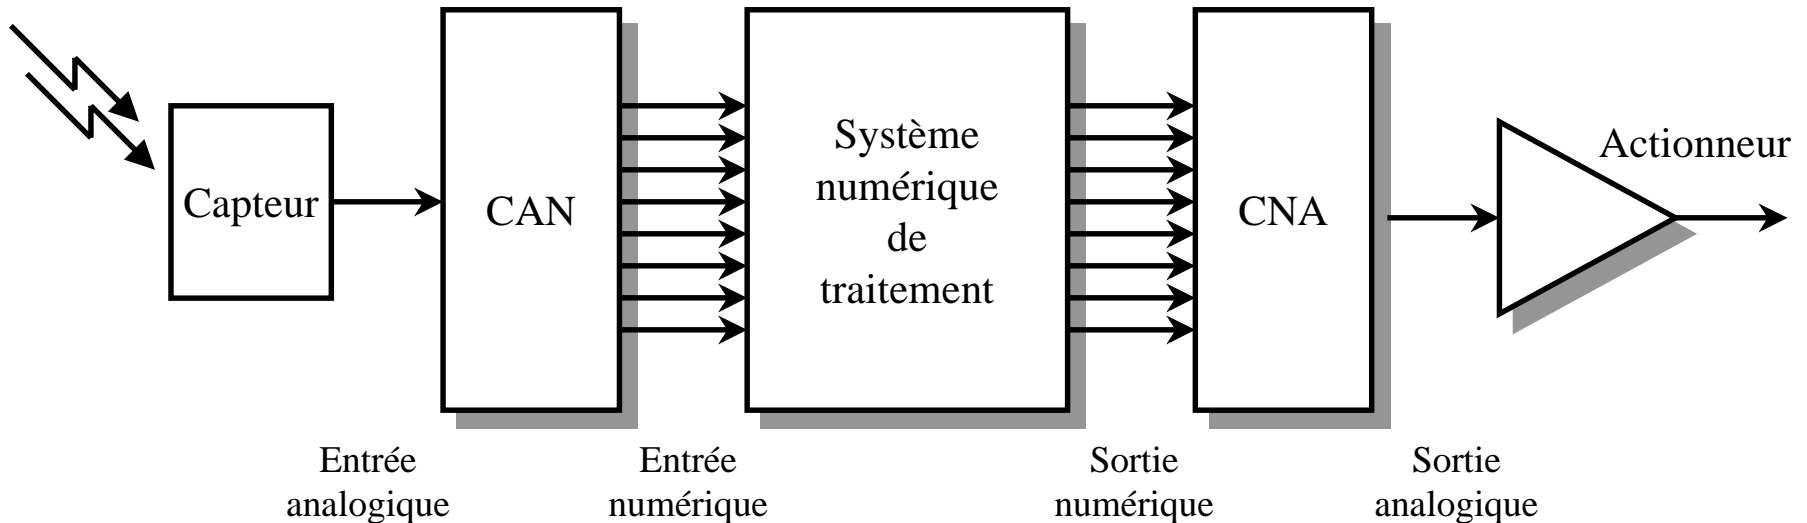 Capteur
CAN
Système
numérique
de
traitement
CNA
Actionneur
Entrée
analogique
Entrée
numérique
Sortie
numérique
Sortie
analogique